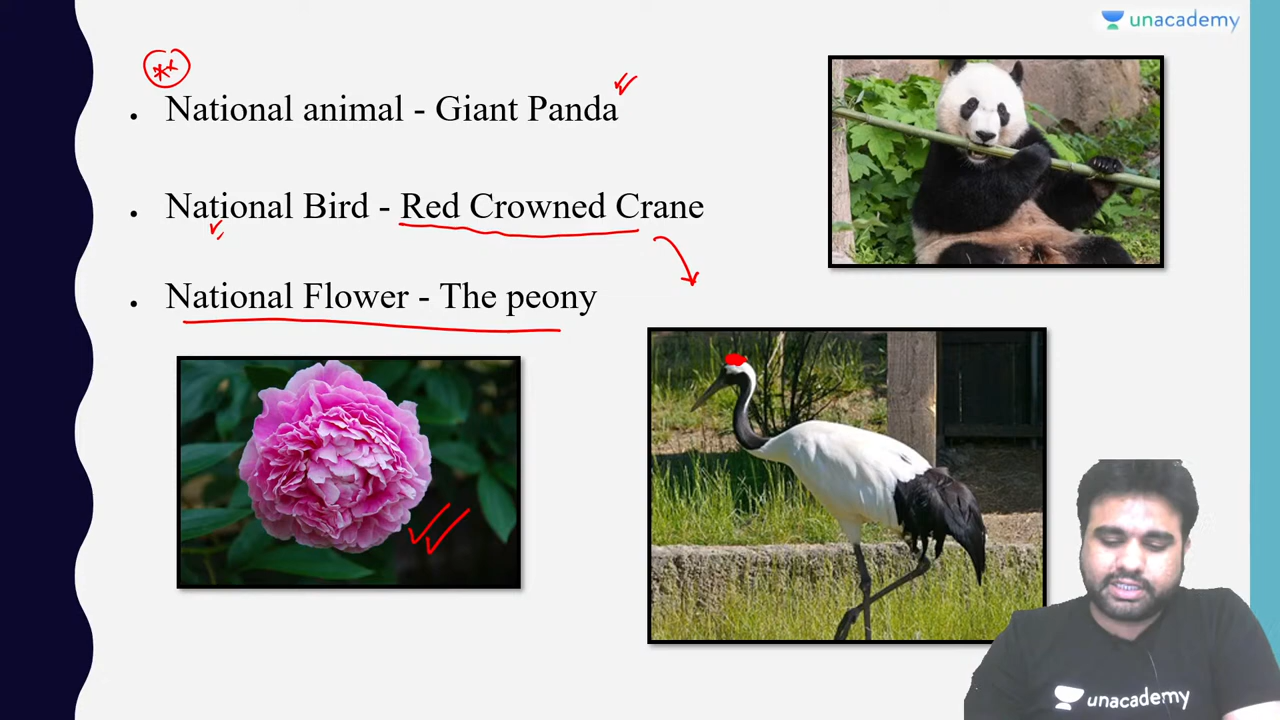 unacademy
**
. National animal - Giant Panda
. National Bird - Red Crowned Crane
. National Flower - The peony
unacademy